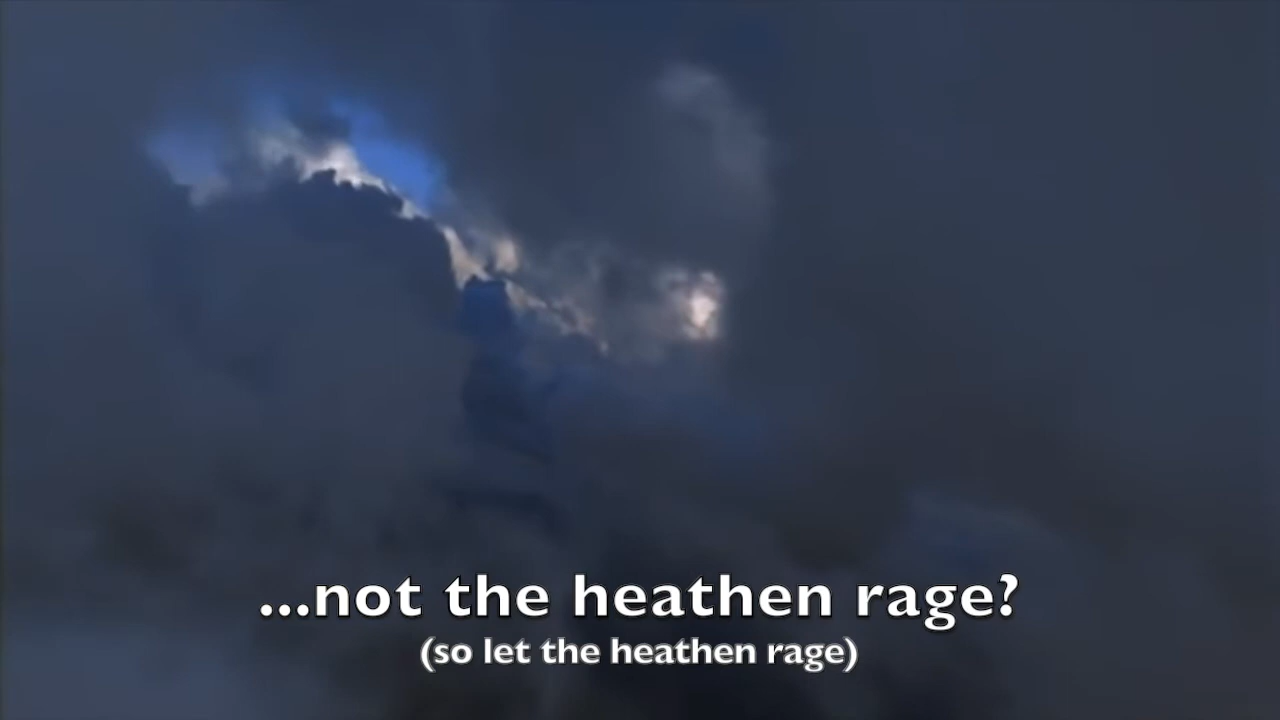 ...not the heathen rage?
(so let the heathen rage)